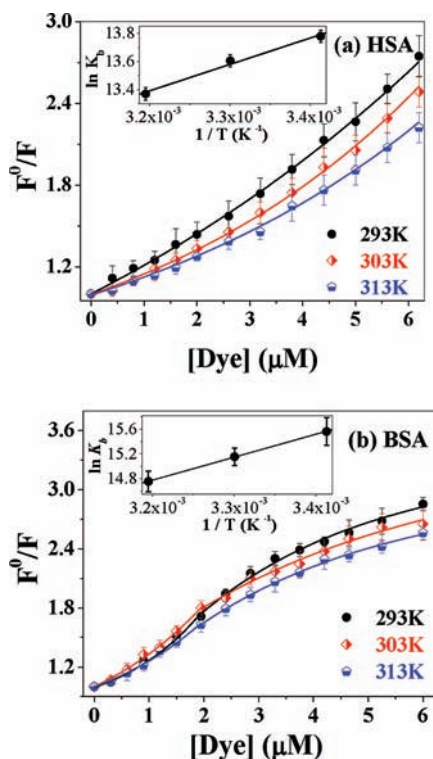 13.8
13.6
13.4
ln K_b
3.2x10⁻³ 3.3x10⁻³ 3.4x10⁻³
1 / T (K⁻¹)
(a) HSA
2.4
1.8
1.2
F⁰/F
293K
303K
313K
0 1 2 3 4 5 6
[Dye] (μM)
15.6
15.2
14.8
ln K_b
3.2x10⁻³ 3.3x10⁻³ 3.4x10⁻³
1 / T (K⁻¹)
(b) BSA
3.6
3.0
2.4
1.8
1.2
F⁰/F
293K
303K
313K
0 1 2 3 4 5 6
[Dye] (μM)